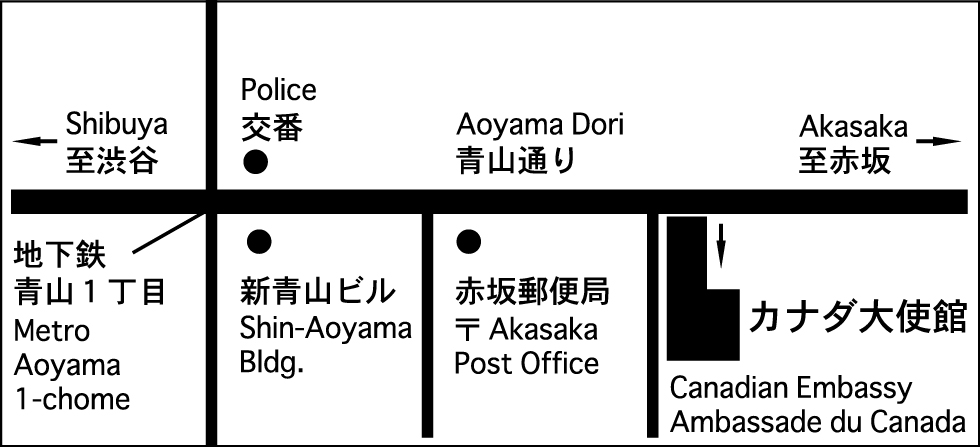 Shibuya
至渋谷
Police
交番
Aoyama Dori
青山通り
Akasaka
至赤坂
地下鉄
青山1丁目
Metro
Aoyama
1-chome
新青山ビル
Shin-Aoyama
Bldg.
赤坂郵便局
〒 Akasaka
Post Office
カナダ大使館
Canadian Embassy
Ambassade du Canada